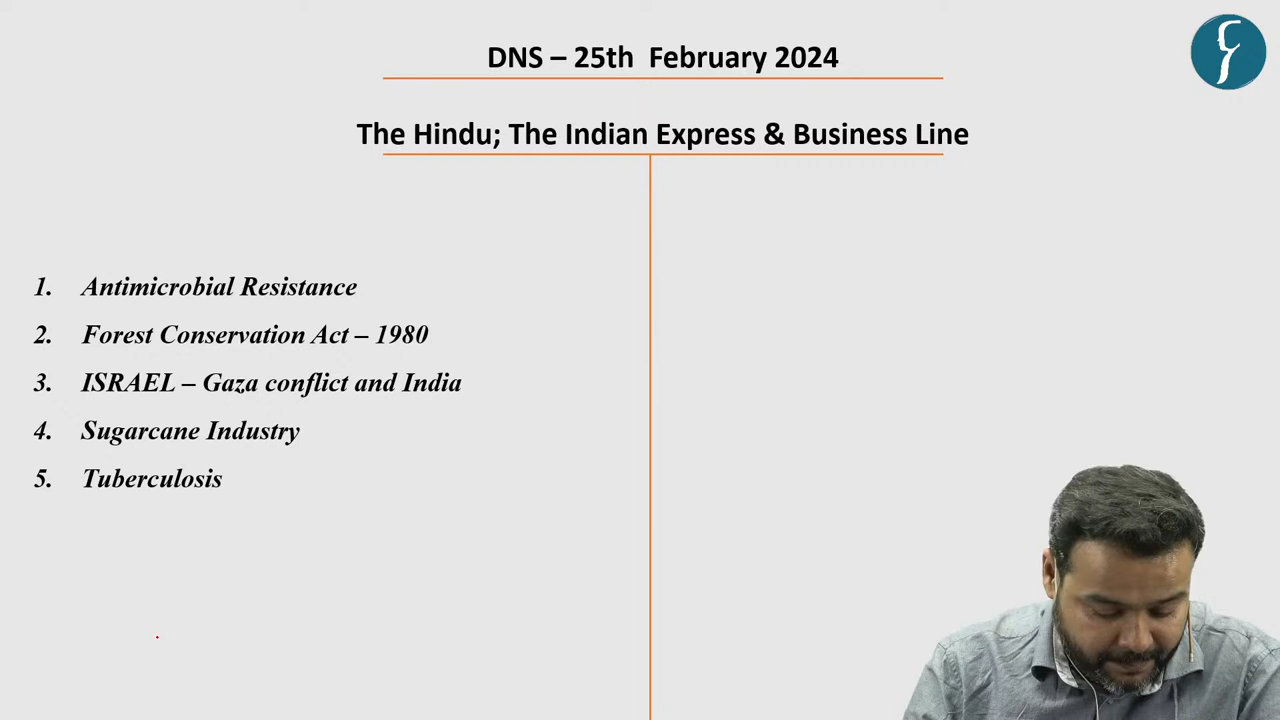 DNS – 25th February 2024
The Hindu; The Indian Express & Business Line
1. Antimicrobial Resistance
2. Forest Conservation Act – 1980
3. ISRAEL – Gaza conflict and India
4. Sugarcane Industry
5. Tuberculosis